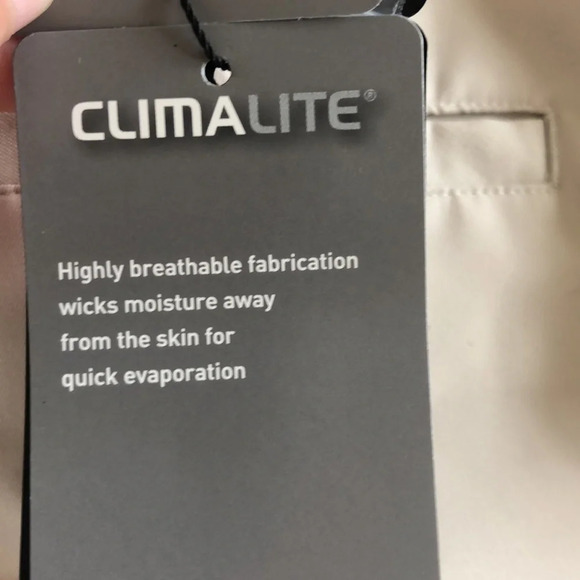 CLIMALITE®
Highly breathable fabrication
wicks moisture away
from the skin for
quick evaporation